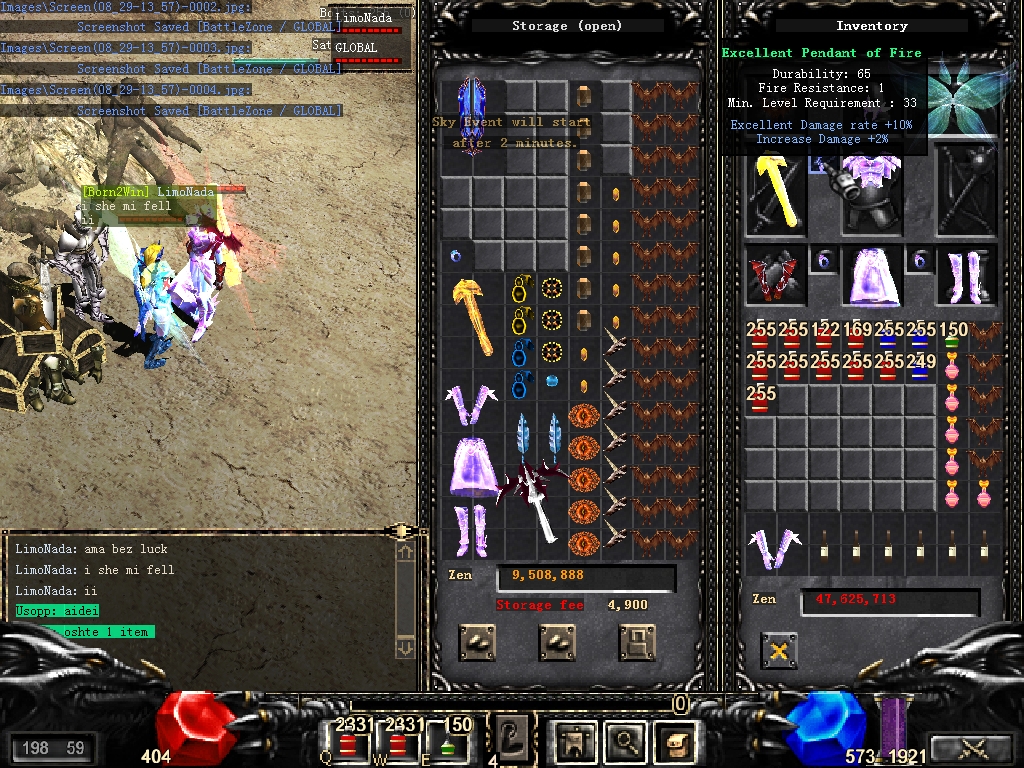 Images\Screen(08_29-13_57)-0002.jpg:
Screenshot Saved [BattleZone / GLOBAL]
Images\Screen(08_29-13_57)-0003.jpg:
Screenshot Saved [BattleZone / GLOBAL]
Images\Screen(08_29-13_57)-0004.jpg:
Screenshot Saved [BattleZone / GLOBAL]
LimoNada
GLOBAL
[Born2Win] LimoNada
i she mi fell
ii
LimoNada: ama bez luck
LimoNada: i she mi fell
LimoNada: ii
Usopp: aidei
oshte 1 item
Storage (open)
Sky Event will start
after 2 minutes.
Zen
9,508,888
Storage fee
4,900
Inventory
Excellent Pendant of Fire
Durability: 65
Fire Resistance: 1
Min. Level Requirement : 33
Excellent Damage rate +10%
Increase Damage +2%
255 255 122 169 255 255 150
255 255 255 255 255 249
255
Zen
47,625,713
198 59
404
2331 2331 150
Q W E
4
0
573 1921